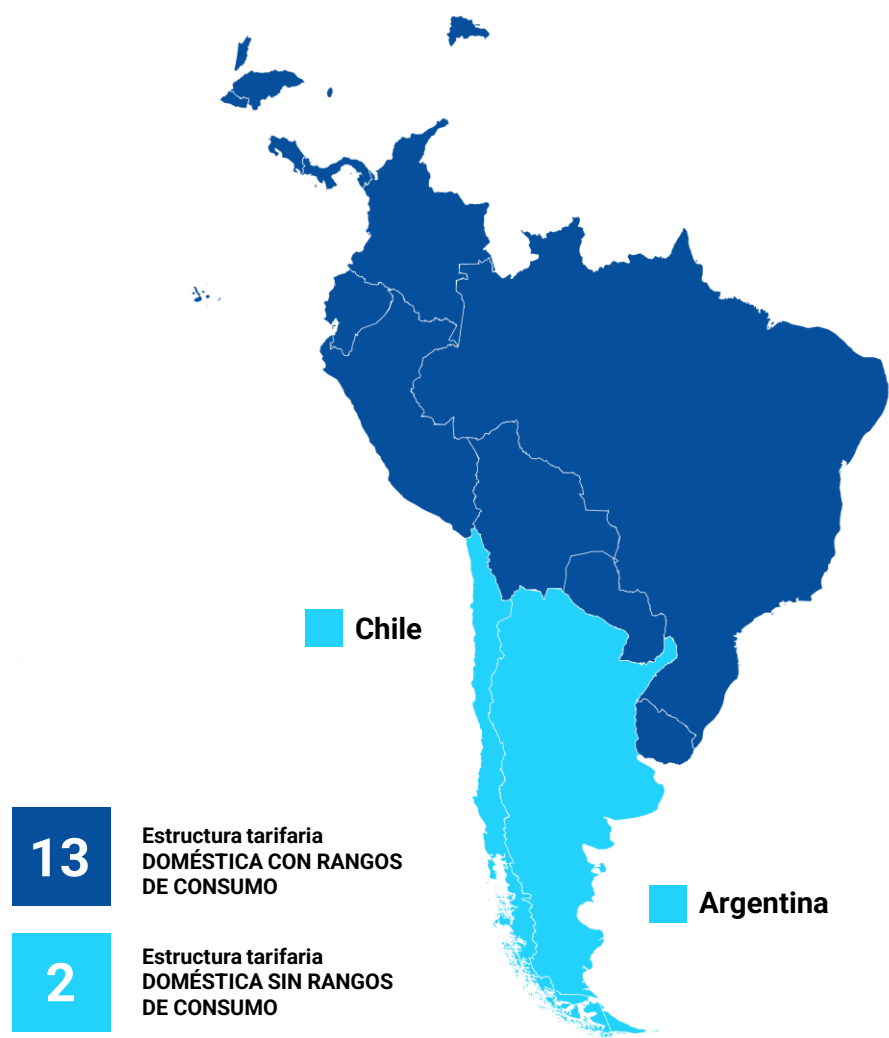 Chile
Argentina
13
Estructura tarifaria
DOMÉSTICA CON RANGOS
DE CONSUMO
2
Estructura tarifaria
DOMÉSTICA SIN RANGOS
DE CONSUMO